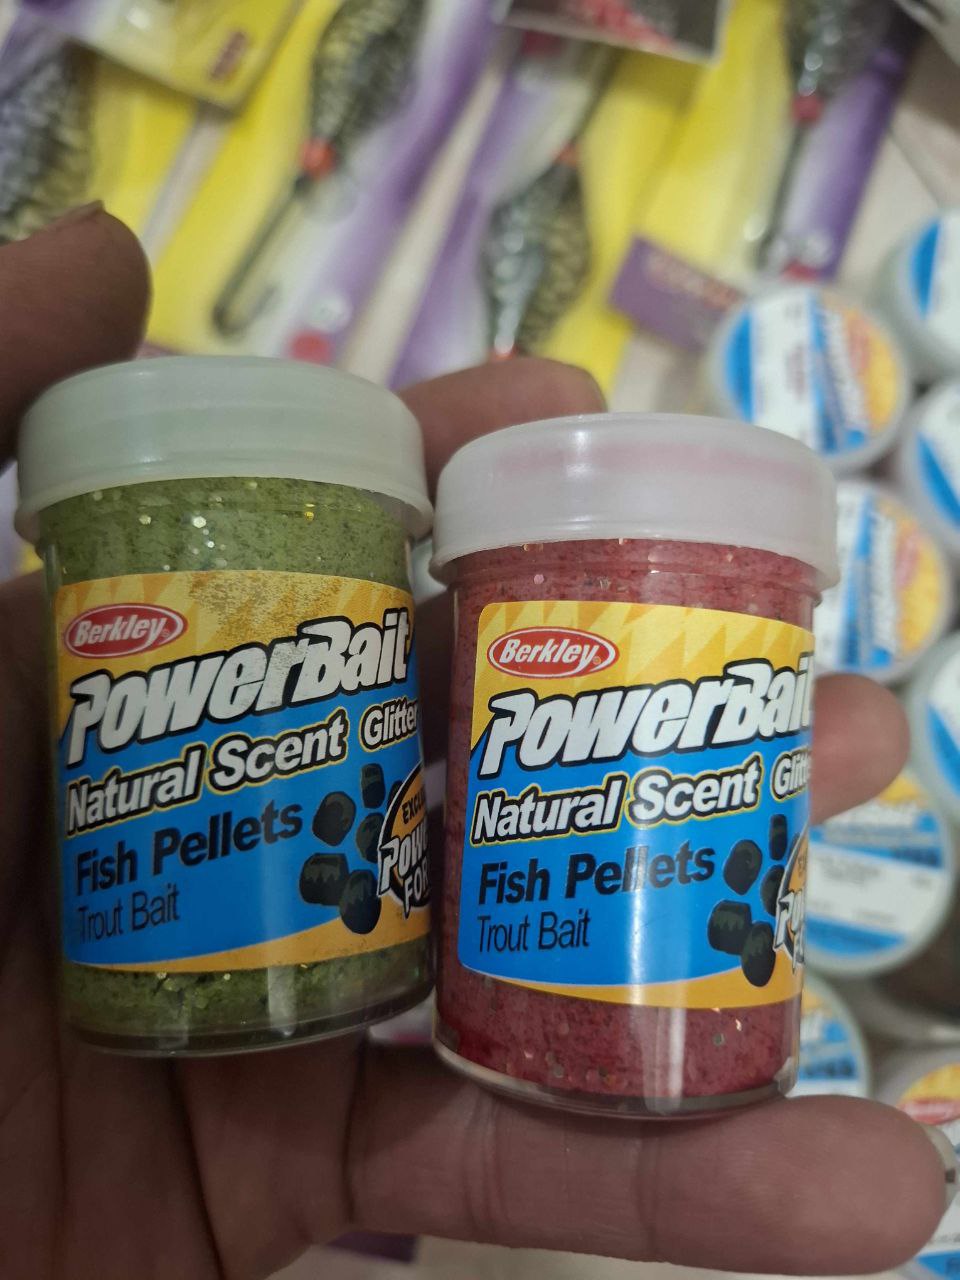 Berkley
PowerBait
Natural Scent Glitter
Fish Pellets
Trout Bait
Berkley
PowerBait
Natural Scent
Fish Pellets
Trout Bait